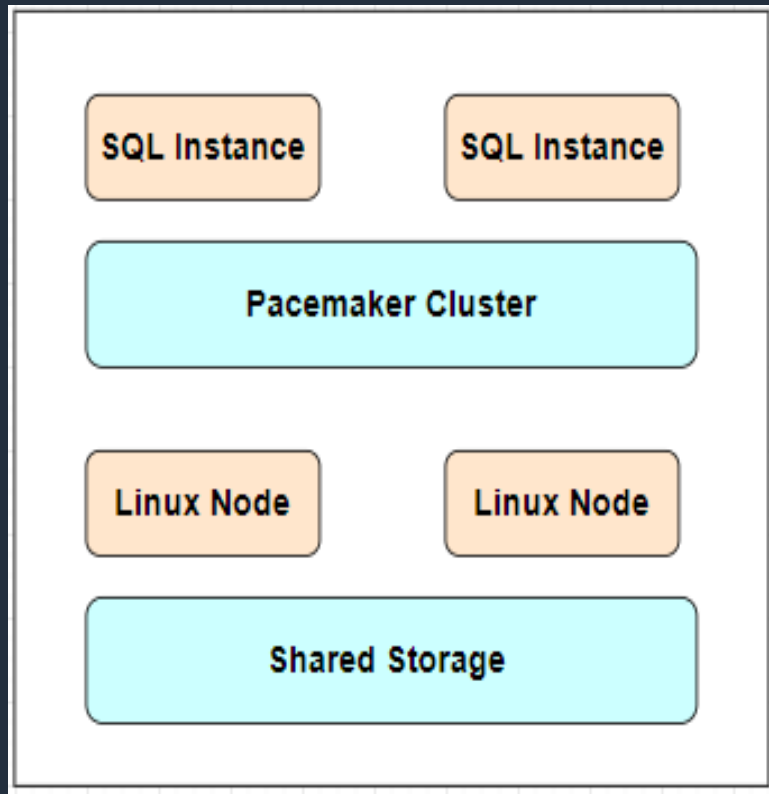 SQL Instance
SQL Instance
Pacemaker Cluster
Linux Node
Linux Node
Shared Storage